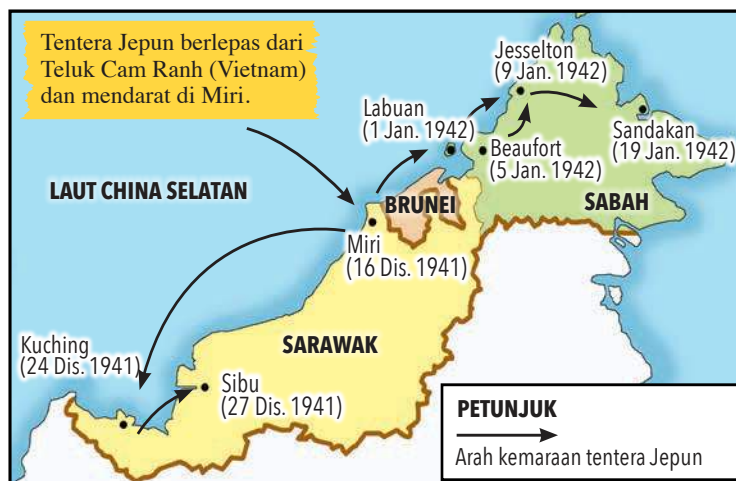 Tentera Jepun berlepas dari
Teluk Cam Ranh (Vietnam)
dan mendarat di Miri.
Jesselton
(9 Jan. 1942)
Labuan
(1 Jan. 1942)
Sandakan
(19 Jan. 1942)
Beaufort
(5 Jan. 1942)
LAUT CHINA SELATAN
BRUNEI
SABAH
Miri
(16 Dis. 1941)
Kuching
(24 Dis. 1941)
SARAWAK
Sibu
(27 Dis. 1941)
PETUNJUK
Arah kemaraan tentera Jepun